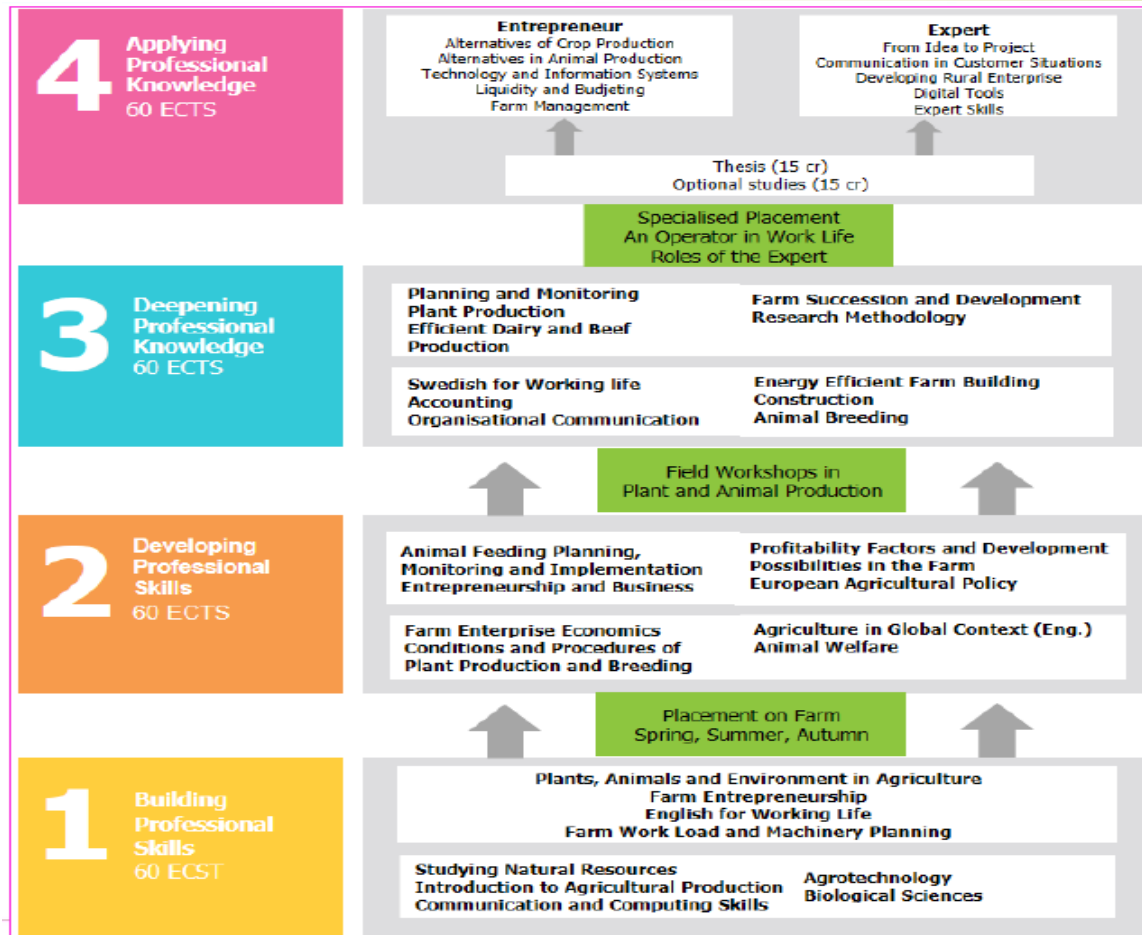 4
Applying
Professional
Knowledge
60 ECTS
Entrepreneur
Alternatives of Crop Production
Alternatives in Animal Production
Technology and Information Systems
Liquidity and Budjeting
Farm Management
Expert
From Idea to Project
Communication in Customer Situations
Developing Rural Enterprise
Digital Tools
Expert Skills
Thesis (15 cr)
Optional studies (15 cr)
Specialised Placement
An Operator in Work Life
Roles of the Expert
3
Deepening
Professional
Knowledge
60 ECTS
Planning and Monitoring
Plant Production
Efficient Dairy and Beef
Production
Farm Succession and Development
Research Methodology
Swedish for Working life
Accounting
Organisational Communication
Energy Efficient Farm Building
Construction
Animal Breeding
Field Workshops in
Plant and Animal Production
2
Developing
Professional
Skills
60 ECTS
Animal Feeding Planning,
Monitoring and Implementation
Entrepreneurship and Business
Profitability Factors and Development
Possibilities in the Farm
European Agricultural Policy
Farm Enterprise Economics
Conditions and Procedures of
Plant Production and Breeding
Agriculture in Global Context (Eng.)
Animal Welfare
Placement on Farm
Spring, Summer, Autumn
1
Building
Professional
Skills
60 ECST
Plants, Animals and Environment in Agriculture
Farm Entrepreneurship
English for Working Life
Farm Work Load and Machinery Planning
Studying Natural Resources
Introduction to Agricultural Production
Communication and Computing Skills
Agrotechnology
Biological Sciences